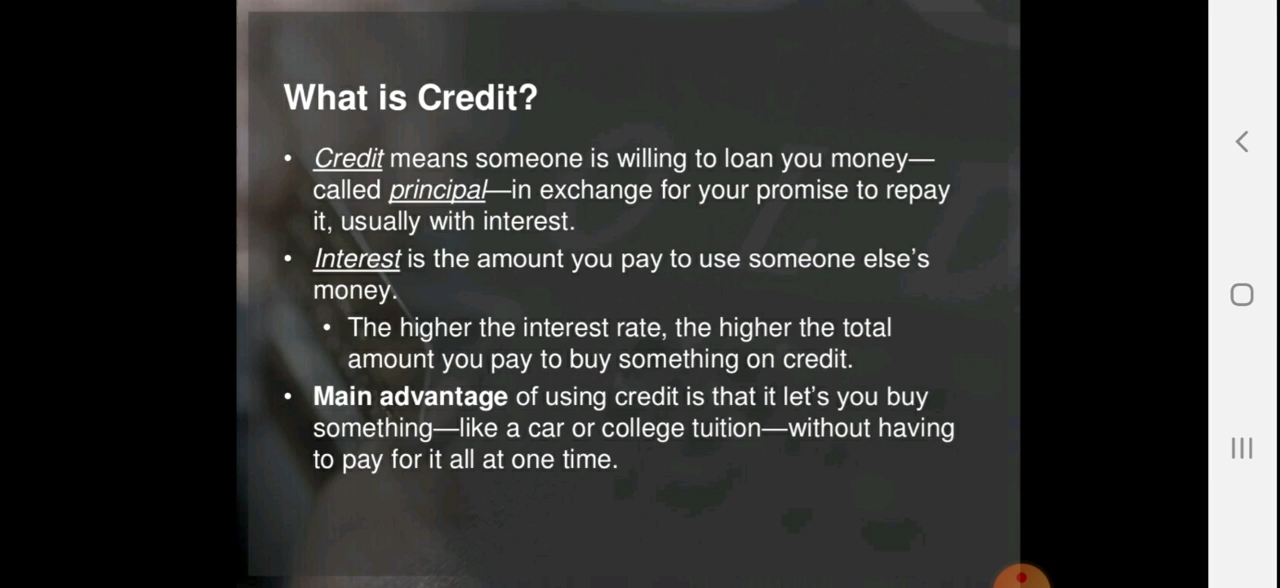 What is Credit?
• Credit means someone is willing to loan you money—
called principal—in exchange for your promise to repay
it, usually with interest.
• Interest is the amount you pay to use someone else’s
money.
• The higher the interest rate, the higher the total
amount you pay to buy something on credit.
• Main advantage of using credit is that it let’s you buy
something—like a car or college tuition—without having
to pay for it all at one time.